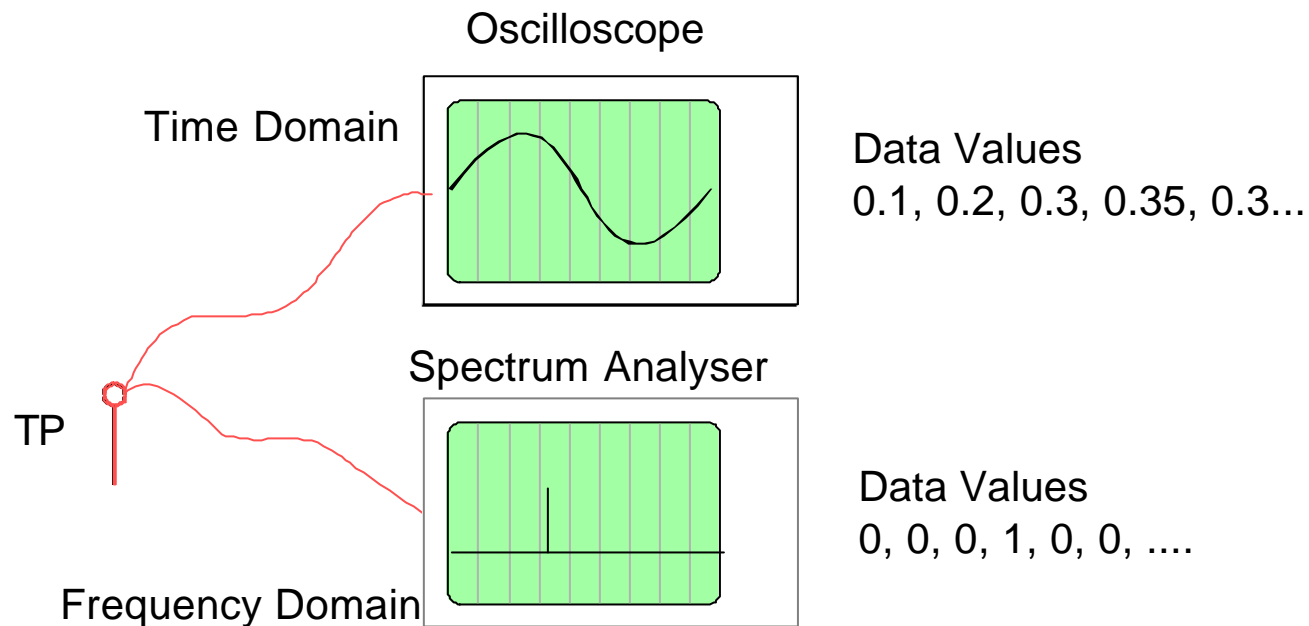 Oscilloscope
Time Domain
Data Values
0.1, 0.2, 0.3, 0.35, 0.3...
Spectrum Analyser
TP
Data Values
0, 0, 0, 1, 0, 0, ....
Frequency Domain